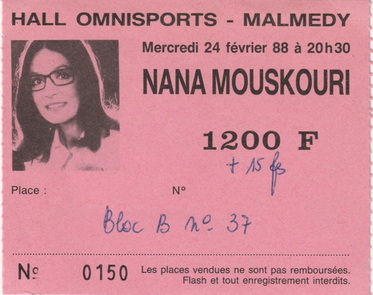 HALL OMNISPORTS - MALMEDY
Mercredi 24 février 88 à 20h30
NANA MOUSKOURI
1200 F
+ 15 fs
Place : N°
Bloc B n° 37
Nº 0150
Les places vendues ne sont pas remboursées.
Flash et tout enregistrement interdits.